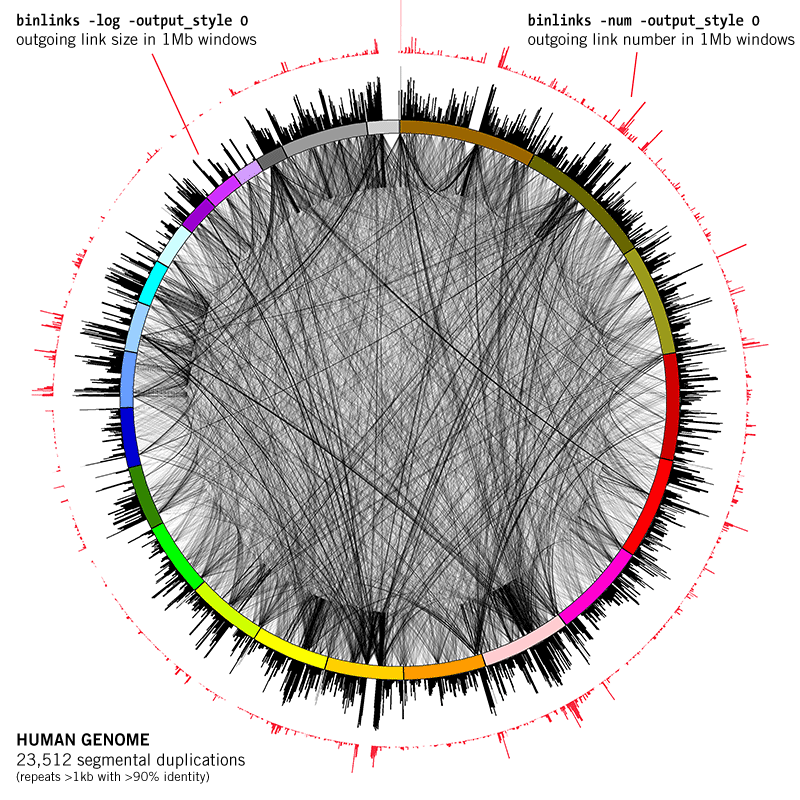 binlinks -log -output_style 0
outgoing link size in 1Mb windows
binlinks -num -output_style 0
outgoing link number in 1Mb windows
HUMAN GENOME
23,512 segmental duplications
(repeats >1kb with >90% identity)